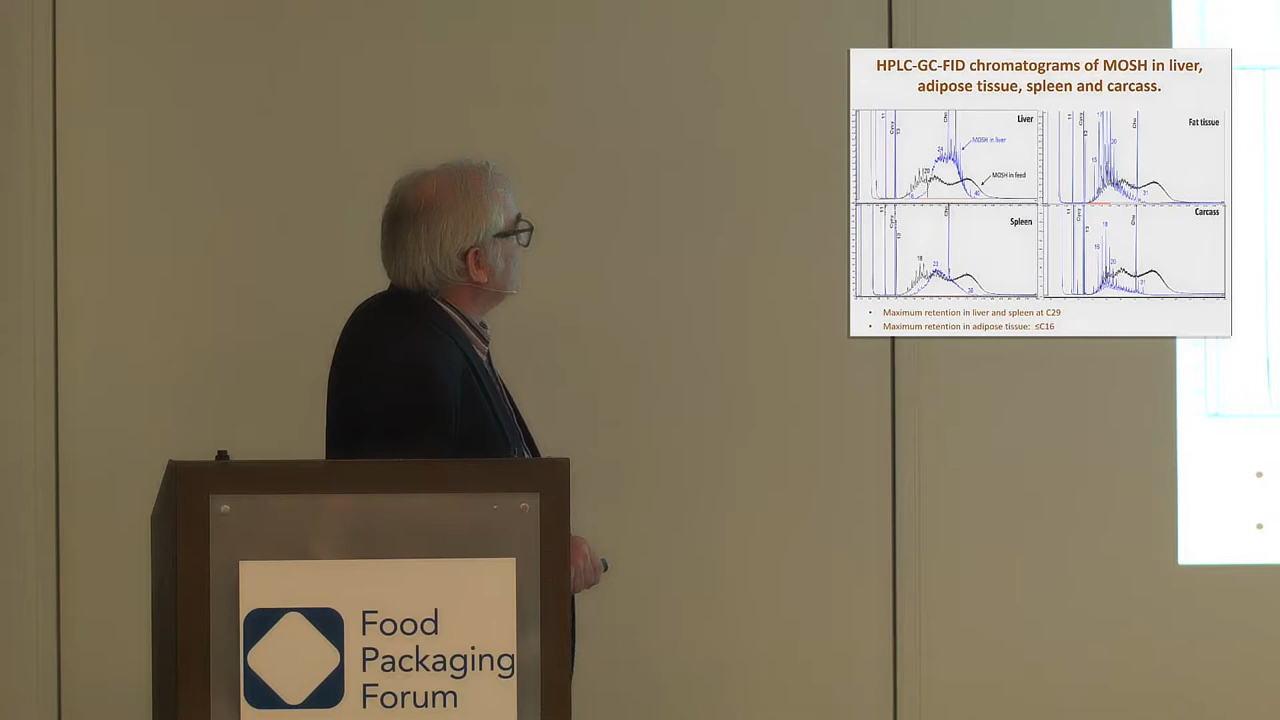 HPLC-GC-FID chromatograms of MOSH in liver,
adipose tissue, spleen and carcass.
Liver
MOSH in liver
MOSH in feed
Fat tissue
Spleen
Carcass
• Maximum retention in liver and spleen at C29
• Maximum retention in adipose tissue: ≤C16
Food
Packaging
Forum